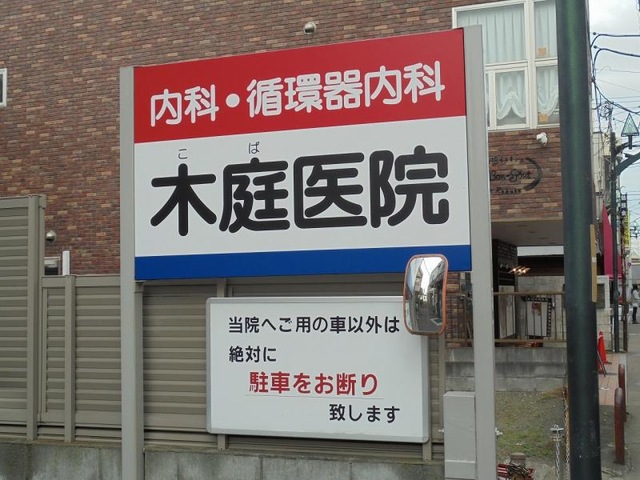 内科・循環器内科
こ ば
木庭医院
当院へご用の車以外は
絶対に
駐車をお断り
致します